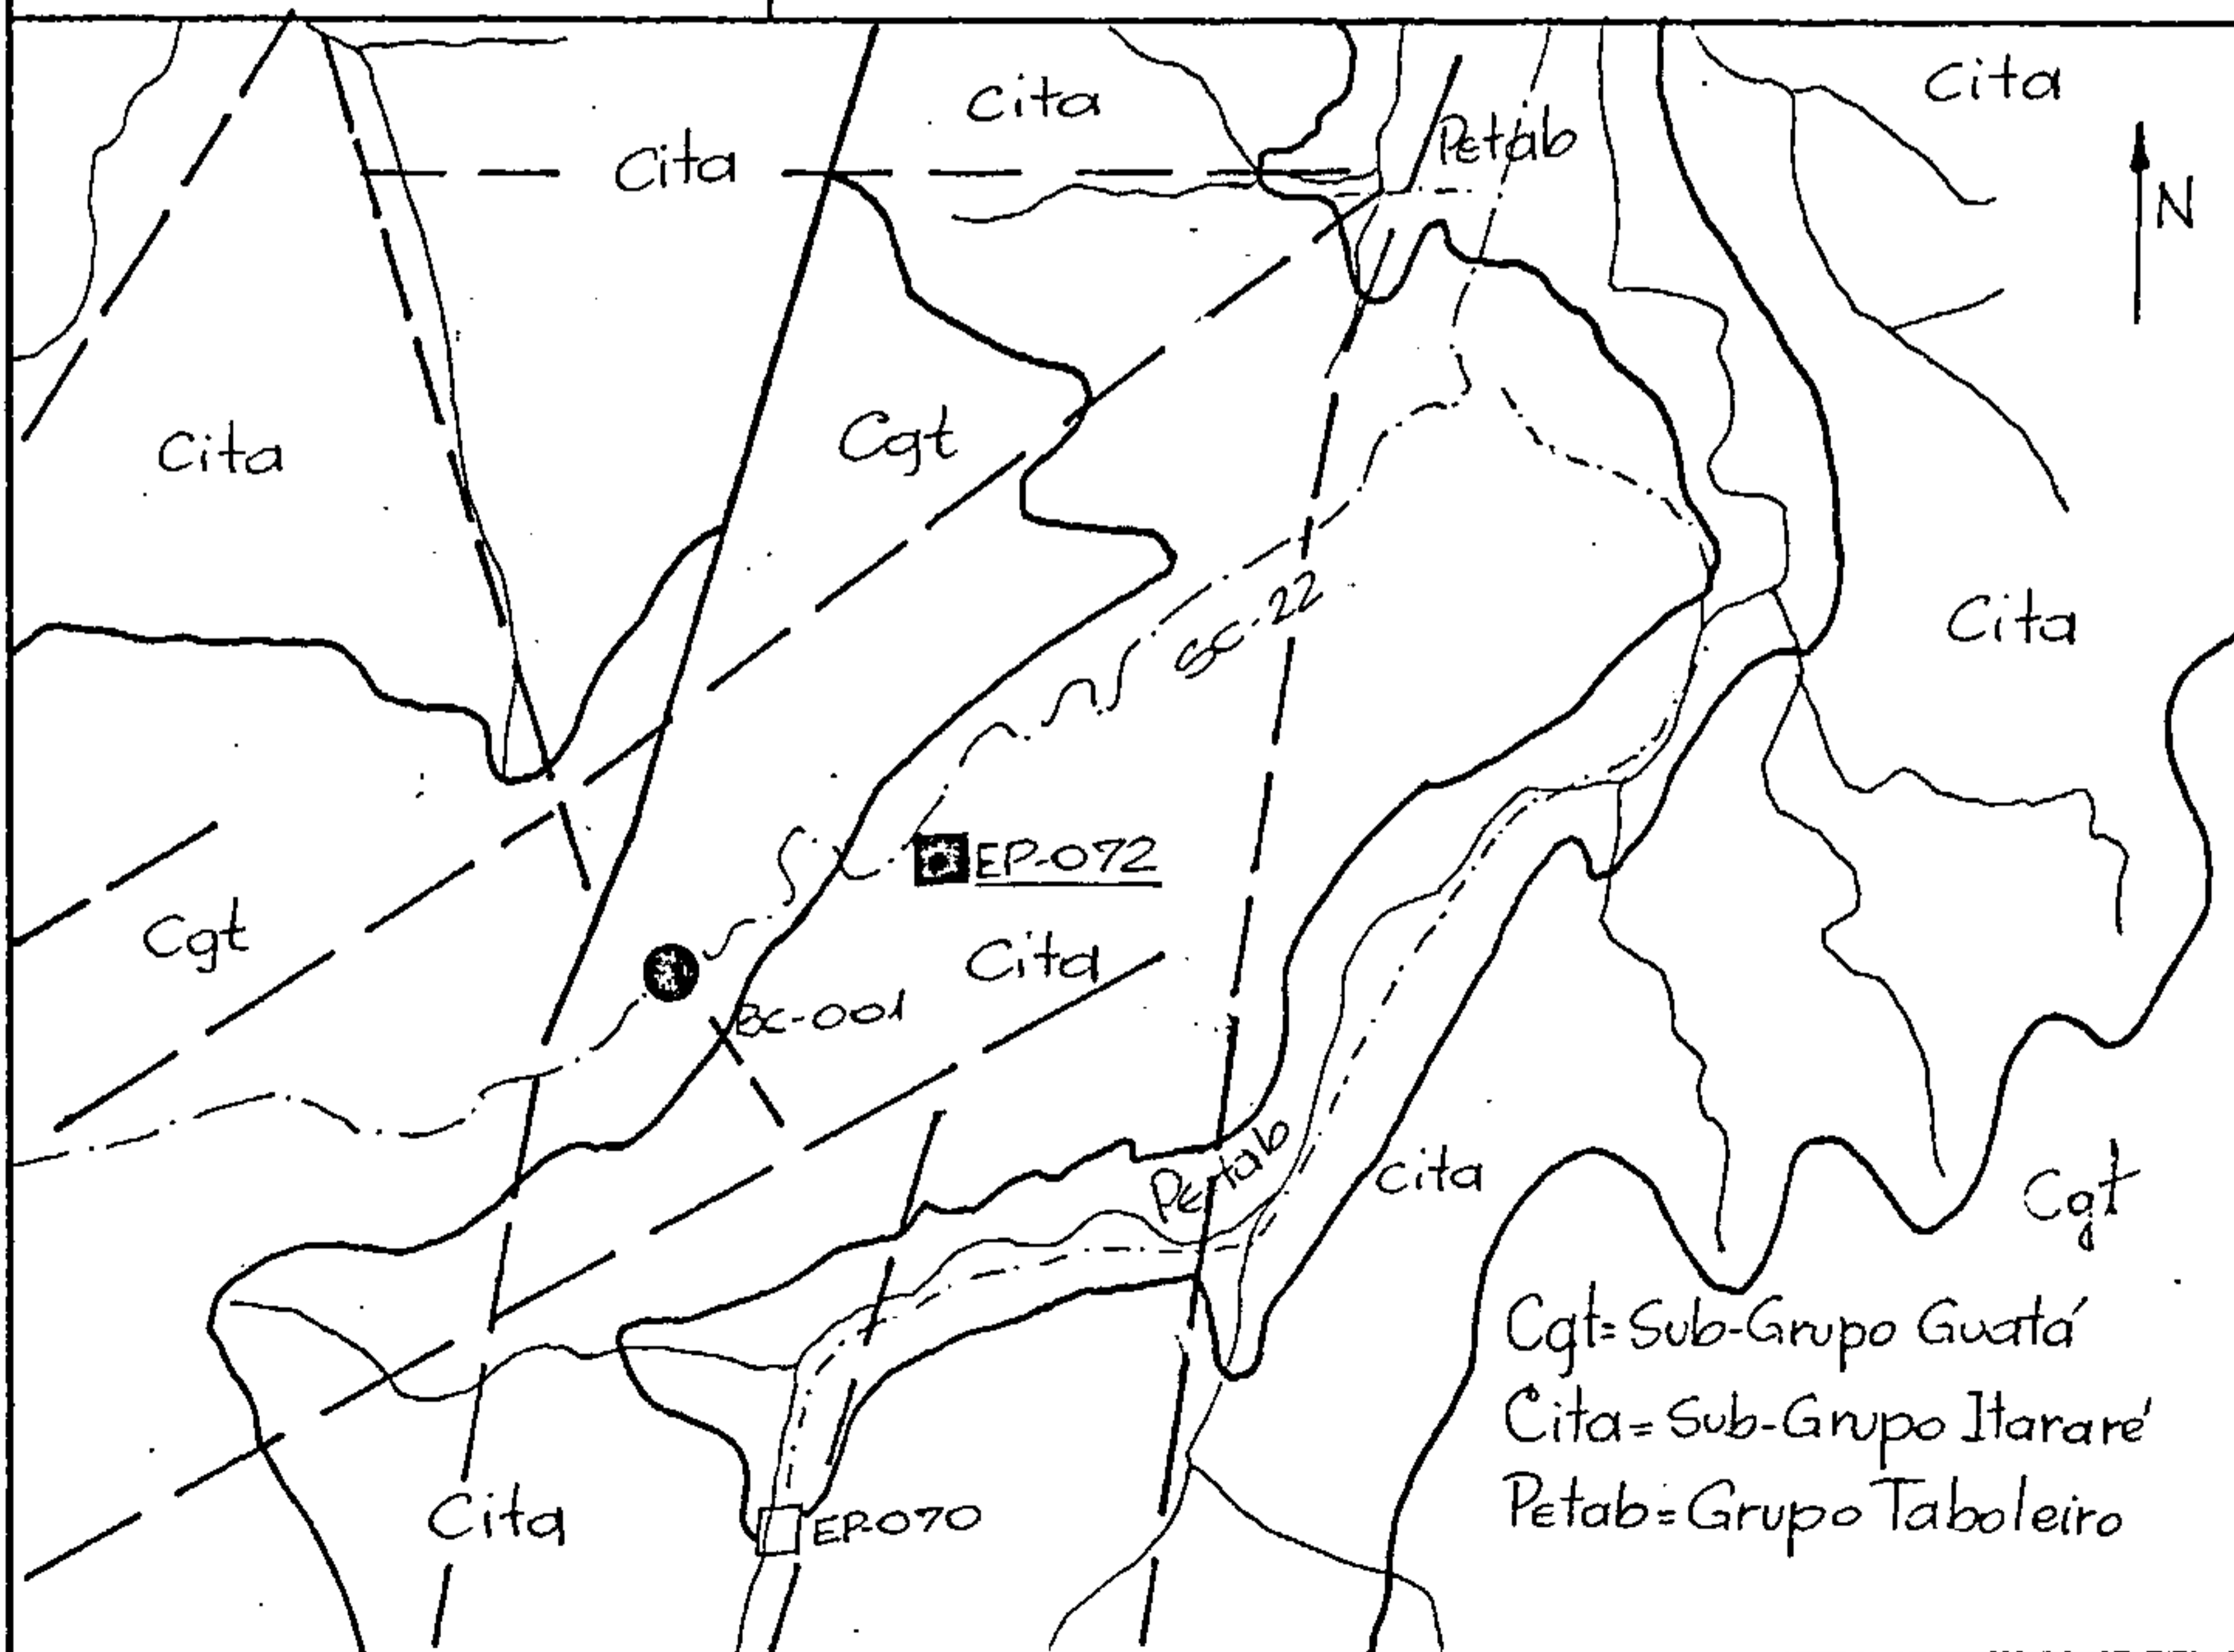 Cita
Cita
Petab
Cita
N
Cgt
Cita
SC-22
Cita
EP-072
Cgt
Cita
BC-001
Petab
Cita
Cgt
Cgt= Sub-Grupo Guatá
Cita= Sub-Grupo Itararé
Petab= Grupo Taboleiro
Cita
EP-070